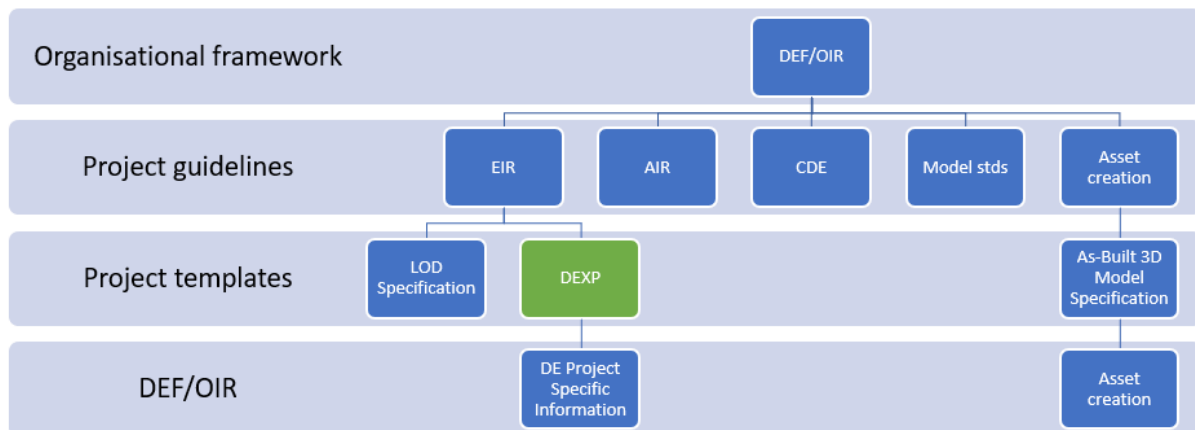 Organisational framework
DEF/OIR
Project guidelines
EIR
AIR
CDE
Model stds
Asset
creation
Project templates
LOD
Specification
DEXP
As-Built 3D
Model
Specification
DEF/OIR
DE Project
Specific
Information
Asset
creation